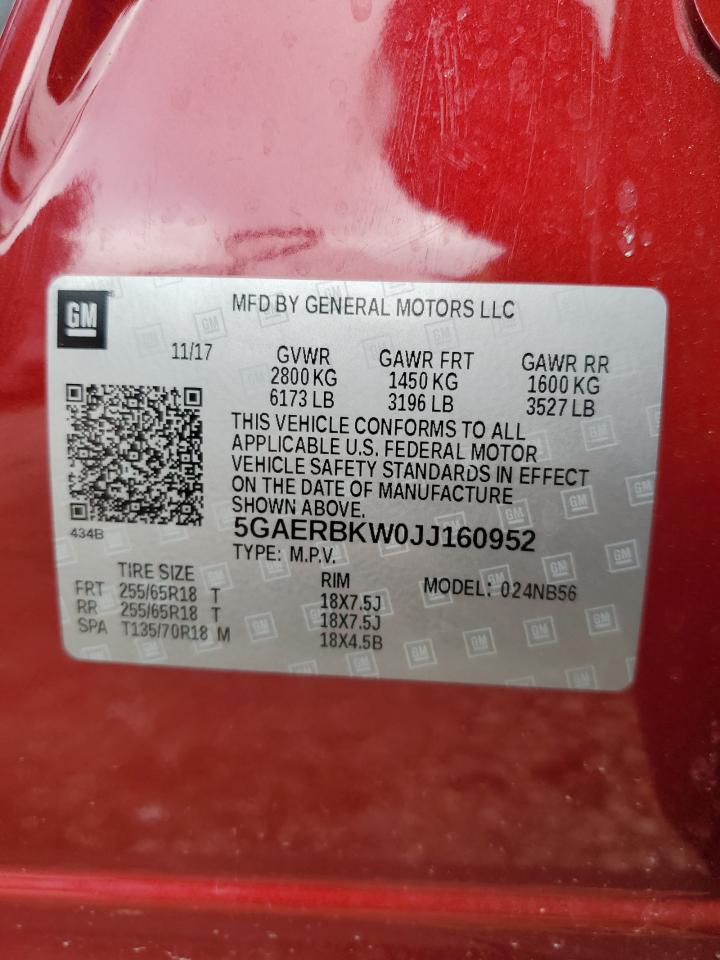 GM
MFD BY GENERAL MOTORS LLC
11/17
GVWR GAWR FRT GAWR RR
2800 KG 1450 KG 1600 KG
6173 LB 3196 LB 3527 LB
THIS VEHICLE CONFORMS TO ALL
APPLICABLE U.S. FEDERAL MOTOR
VEHICLE SAFETY STANDARDS IN EFFECT
ON THE DATE OF MANUFACTURE
SHOWN ABOVE.
434B
5GAERBKW0JJ160952
TYPE: M.P.V.
TIRE SIZE RIM MODEL: 024NB56
FRT 255/65R18 T 18X7.5J
RR 255/65R18 T 18X7.5J
SPA T135/70R18 M 18X4.5B